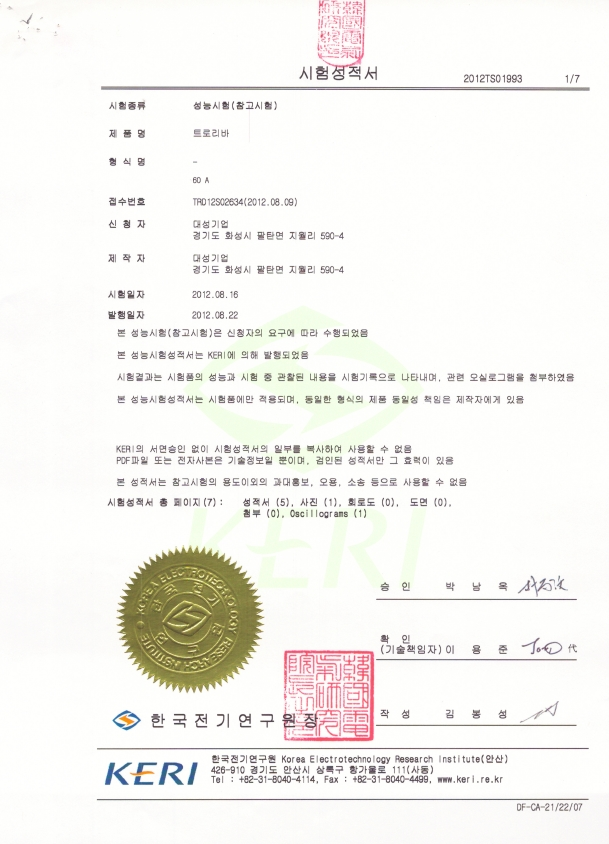 시험성적서 2012TS01993 1/7
시험종류 성능시험(참고시험)
제 품 명 트로리바
형 식 명 -
60 A
접수번호 TRD12S02634(2012.08.09)
신 청 자 대성기업
경기도 화성시 팔탄면 지월리 590-4
제 작 자 대성기업
경기도 화성시 팔탄면 지월리 590-4
시험일자 2012.08.16
발행일자 2012.08.22
본 성능시험(참고시험)은 신청자의 요구에 따라 수행되었음
본 성능시험성적서는 KERI에 의해 발행되었음
시험결과는 시험품의 성능과 시험 중 관찰된 내용을 시험기록으로 나타내며, 관련 오실로그램을 첨부하였음
본 성능시험성적서는 시험품에만 적용되며, 동일한 형식의 제품 동일성 책임은 제작자에게 있음
KERI의 서면승인 없이 시험성적서의 일부를 복사하여 사용할 수 없음
PDF파일 또는 전자사본은 기술정보일 뿐이며, 검인된 성적서만 그 효력이 있음
본 성적서는 참고시험의 용도이외의 과대홍보, 오용, 소송 등으로 사용할 수 없음
시험성적서 총 페이지(7) : 성적서 (5), 사진 (1), 회로도 (0), 도면 (0),
첨부 (0), Oscillograms (1)
KERI
KOREA ELECTROTECHNOLOGY RESEARCH INSTITUTE
한국전기
연구원
승 인 박 남 옥
확 인
(기술책임자) 이 용 준 代
작 성 김 봉 성
한국전기연구원장
韓國電
氣硏究
院長之
KERI
한국전기연구원 Korea Electrotechnology Research Institute(안산)
426-910 경기도 안산시 상록구 항가울로 111(사동)
Tel : +82-31-8040-4114, Fax : +82-31-8040-4499, www.keri.re.kr
DF-CA-21/22/07